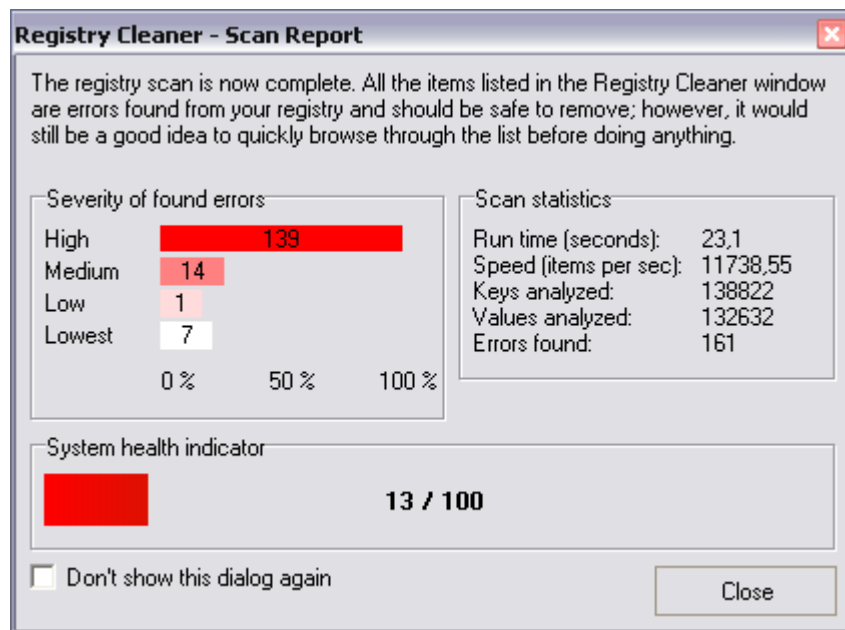 Registry Cleaner - Scan Report
The registry scan is now complete. All the items listed in the Registry Cleaner window
are errors found from your registry and should be safe to remove; however, it would
still be a good idea to quickly browse through the list before doing anything.
Severity of found errors
High 139
Medium 14
Low 1
Lowest 7
0 % 50 % 100 %
Scan statistics
Run time (seconds): 23,1
Speed (items per sec): 11738,55
Keys analyzed: 138822
Values analyzed: 132632
Errors found: 161
System health indicator
13 / 100
Don't show this dialog again
Close